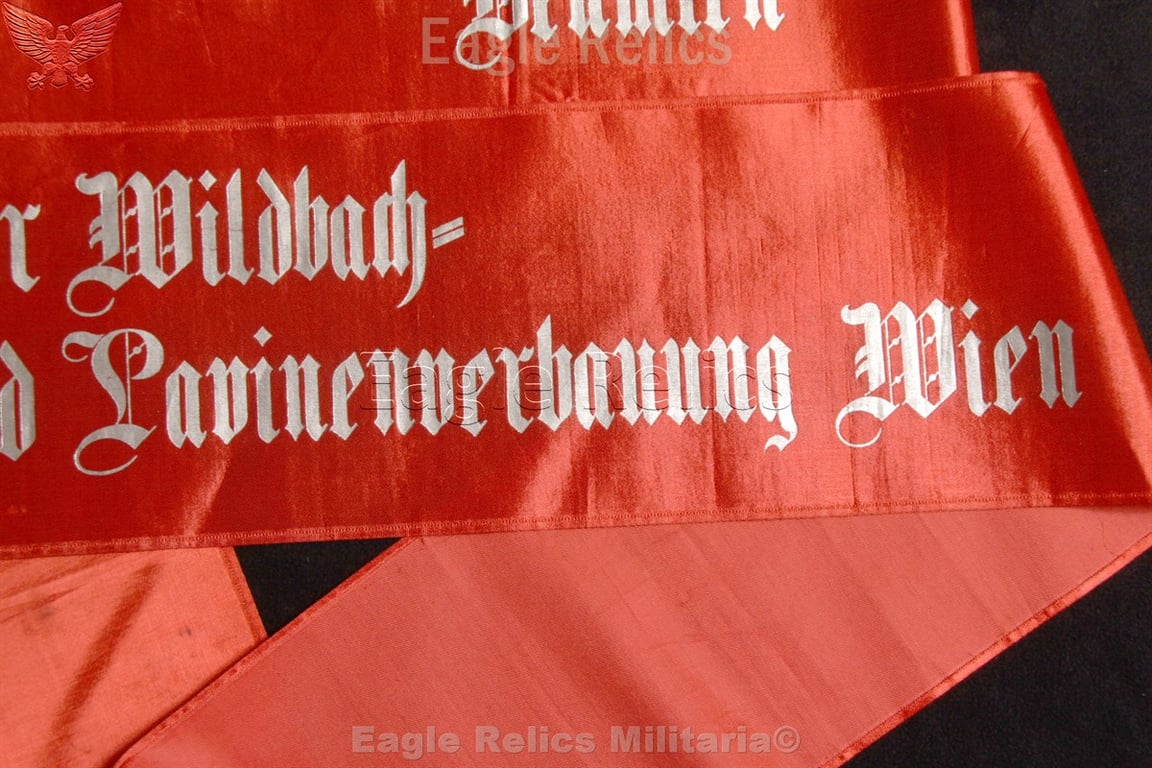 Eagle Relics
r Wildbach=
d Lavinenverbauung Wien
Eagle Relics
Eagle Relics Militaria©